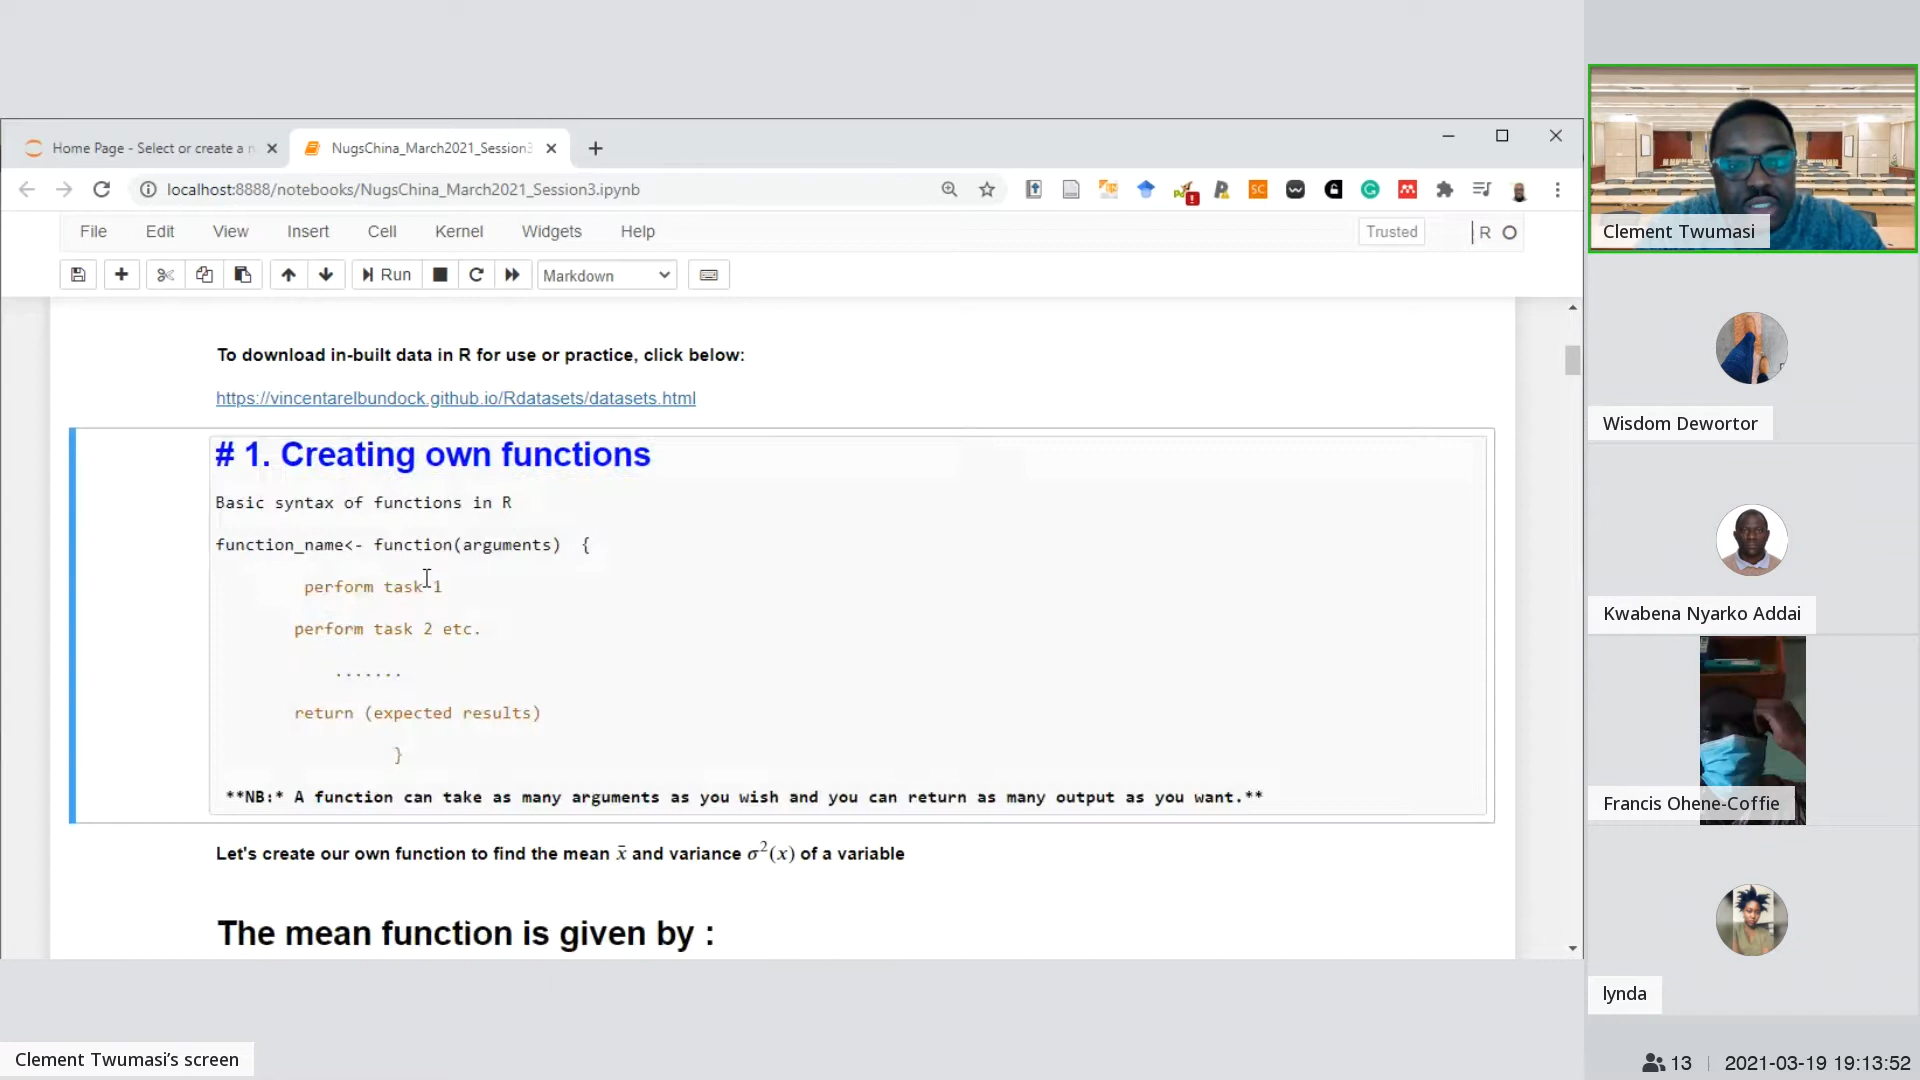 Home Page - Select or create a n
NugsChina_March2021_Session3
localhost:8888/notebooks/NugsChina_March2021_Session3.ipynb
SC
File Edit View Insert Cell Kernel Widgets Help
Trusted
R
Run
Markdown
To download in-built data in R for use or practice, click below:
https://vincentarelbundock.github.io/Rdatasets/datasets.html
# 1. Creating own functions
Basic syntax of functions in R
function_name<- function(arguments) {
perform task 1
perform task 2 etc.
.......
return (expected results)
}
**NB:* A function can take as many arguments as you wish and you can return as many output as you want.**
Let's create our own function to find the mean x̄ and variance σ²(x) of a variable
The mean function is given by :
Clement Twumasi's screen
Clement Twumasi
Wisdom Dewortor
Kwabena Nyarko Addai
Francis Ohene-Coffie
lynda
13
2021-03-19 19:13:52